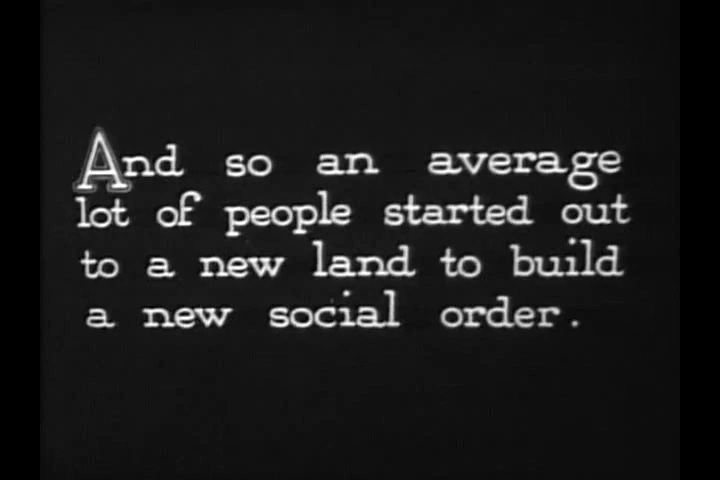 And so an average
lot of people started out
to a new land to build
a new social order.